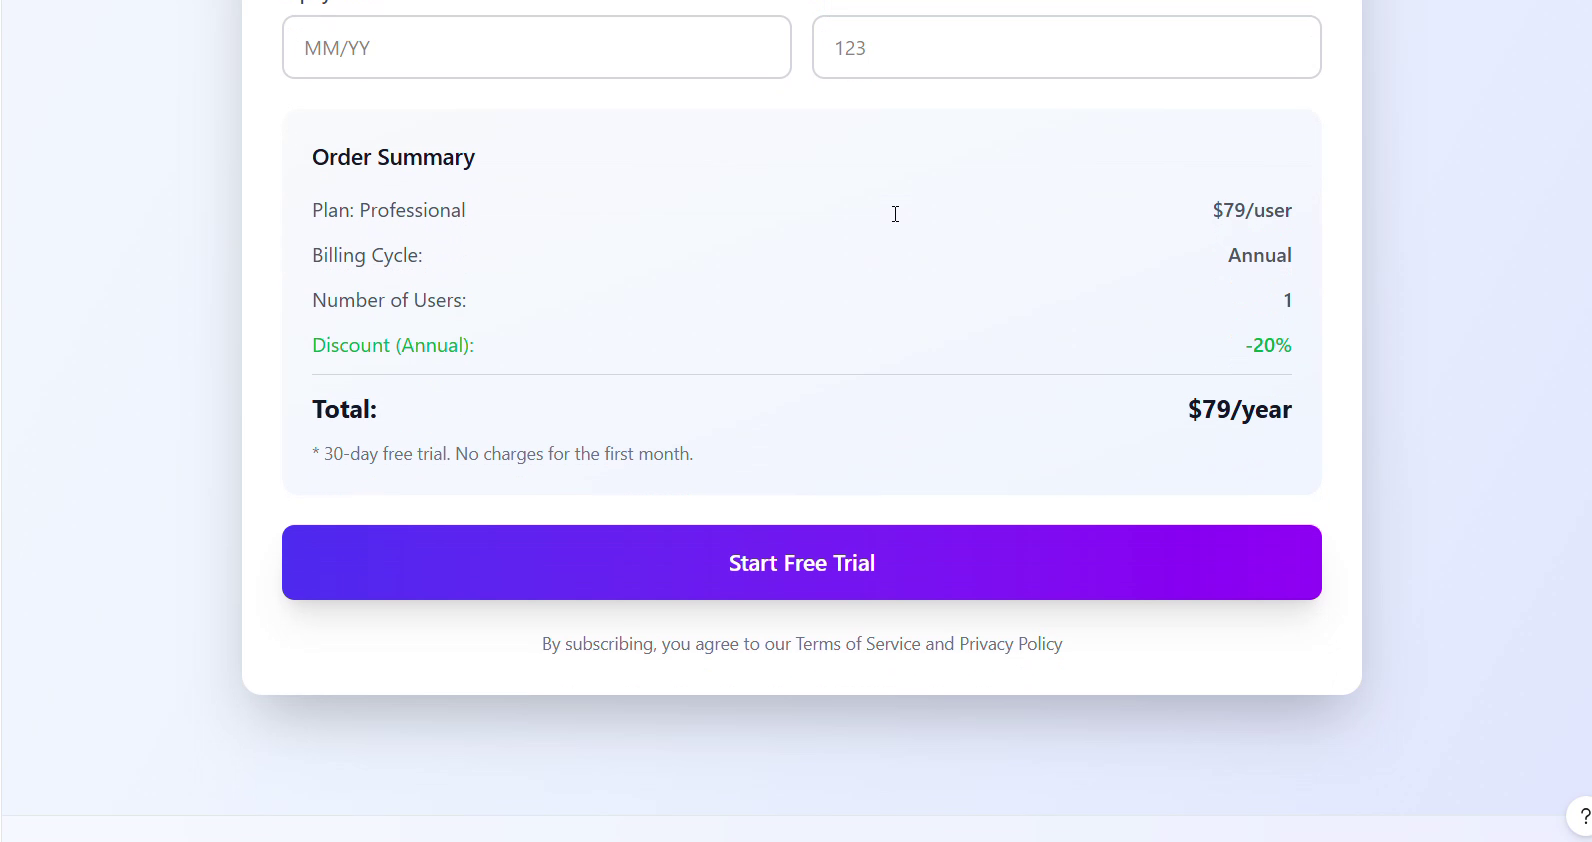 MM/YY
123
Order Summary
Plan: Professional $79/user
Billing Cycle: Annual
Number of Users: 1
Discount (Annual): -20%
Total: $79/year
* 30-day free trial. No charges for the first month.
Start Free Trial
By subscribing, you agree to our Terms of Service and Privacy Policy
?